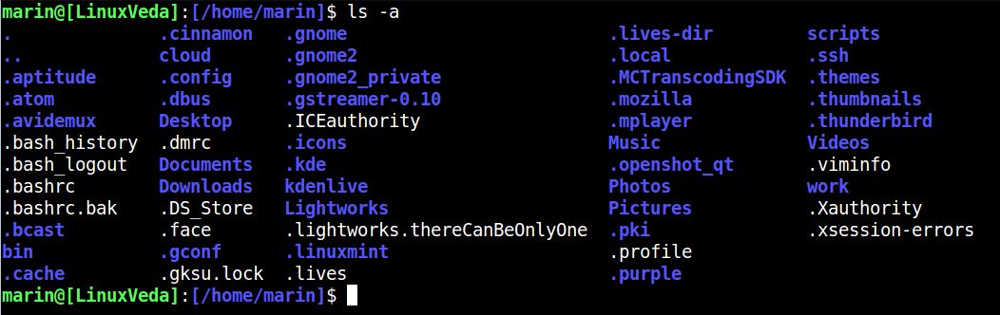 marin@[LinuxVeda]:[/home/marin]$ ls -a
. .cinnamon .gnome .lives-dir scripts
.. cloud .gnome2 .local .ssh
.aptitude .config .gnome2_private .MCTranscodingSDK .themes
.atom .dbus .gstreamer-0.10 .mozilla .thumbnails
.avidemux Desktop .ICEauthority .mplayer .thunderbird
.bash_history .dmrc .icons Music Videos
.bash_logout Documents .kde .openshot_qt .viminfo
.bashrc Downloads kdenlive Photos work
.bashrc.bak .DS_Store Lightworks Pictures .Xauthority
.bcast .face .lightworks.thereCanBeOnlyOne .pki .xsession-errors
bin .gconf .linuxmint .profile
.cache .gksu.lock .lives .purple
marin@[LinuxVeda]:[/home/marin]$